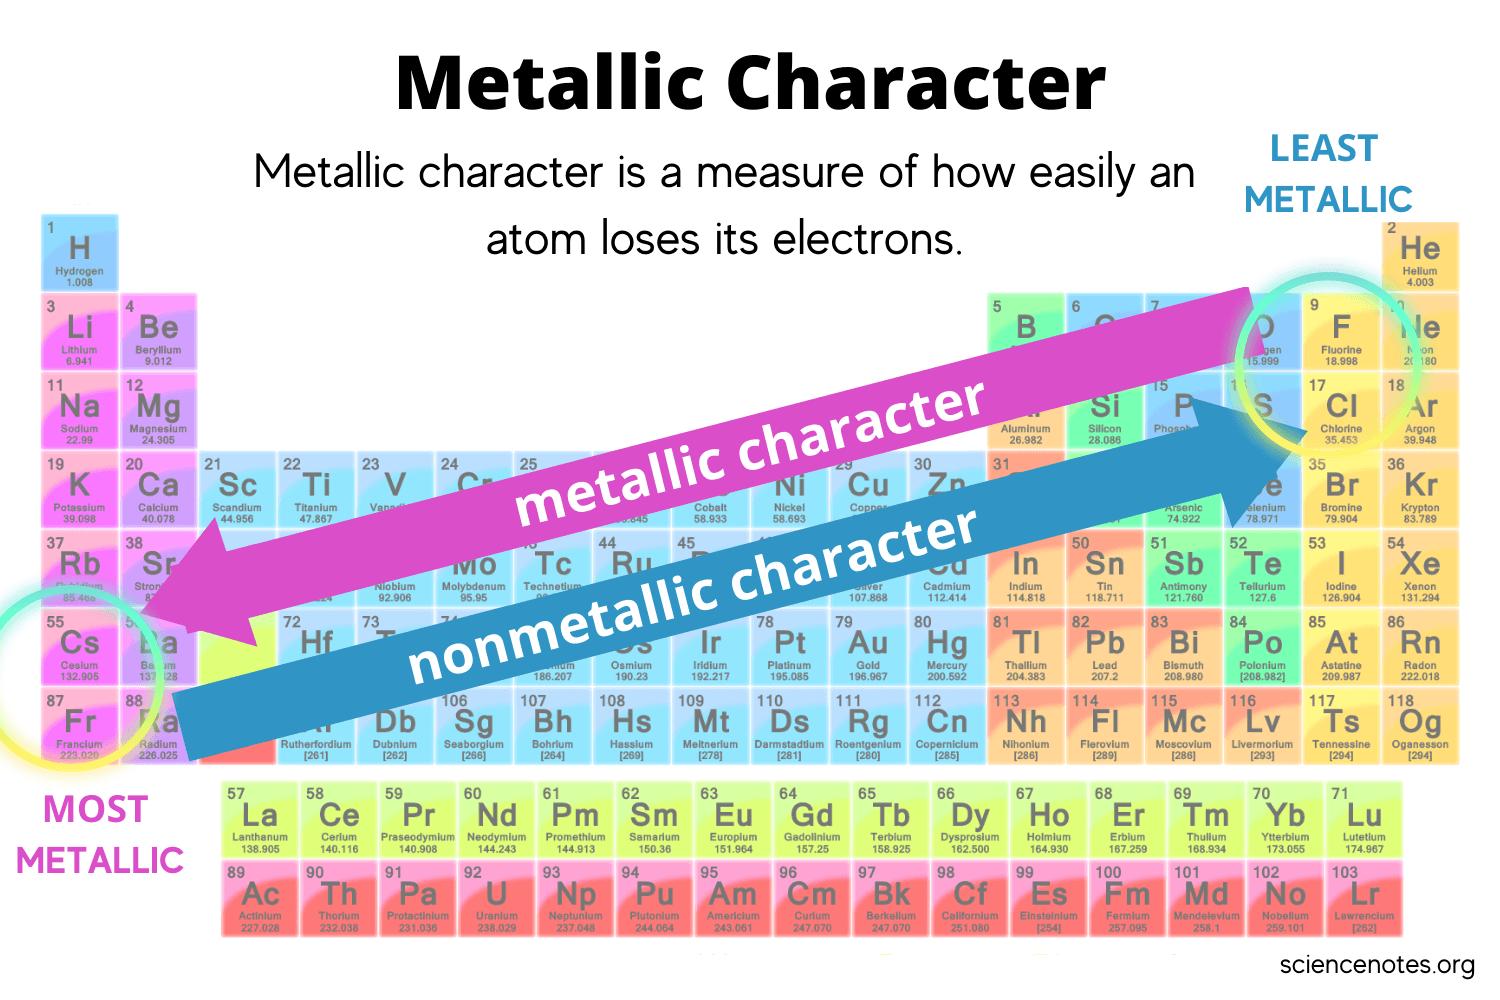 Metallic Character
Metallic character is a measure of how easily an
atom loses its electrons.
LEAST
METALLIC
1 2
H He
Hydrogen Helium
1.008 4.003
3 4 5 6 7 9
Li Be B F Ne
Lithium Beryllium Fluorine
6.941 9.012 15.999 18.998
11 12 15 17 18
Na Mg Si P S Cl Ar
Sodium Magnesium Aluminum Silicon Chlorine Argon
22.99 24.305 26.982 28.086 35.453 39.948
metallic character
19 20 21 22 23 24 25 29 30 31 35 36
K Ca Sc Ti V Cr Ni Cu Zn Br Kr
Potassium Calcium Scandium Titanium Cobalt Nickel Arsenic Bromine Krypton
39.098 40.078 44.956 47.867 58.933 58.693 74.922 78.971 79.904 83.789
nonmetallic character
37 38 44 45 50 51 52 53 54
Rb Sr Mo Tc Ru Cd In Sn Sb Te I Xe
Niobium Molybdenum Technetium Cadmium Indium Tin Antimony Tellurium Iodine Xenon
85.468 92.906 95.95 107.868 112.414 114.818 118.711 121.760 127.6 126.904 131.294
55 72 73 78 79 80 81 82 83 84 85 86
Cs Ba Hf Os Ir Pt Au Hg Tl Pb Bi Po At Rn
Cesium Osmium Iridium Platinum Gold Mercury Thallium Lead Bismuth Polonium Astatine Radon
132.905 186.207 190.23 192.217 195.085 196.967 200.592 204.383 207.2 208.980 [208.982] 209.987 222.018
87 88 106 107 108 109 110 111 112 113 114 115 116 117 118
Fr Ra Db Sg Bh Hs Mt Ds Rg Cn Nh Fl Mc Lv Ts Og
Francium Radium Rutherfordium Dubnium Seaborgium Bohrium Hassium Meitnerium Darmstadtium Roentgenium Copernicium Nihonium Flerovium Moscovium Livermorium Tennessine Oganesson
223.020 226.025 [261] [262] [266] [264] [269] [278] [281] [280] [285] [286] [289] [286] [293] [294] [294]
MOST
METALLIC
57 58 59 60 61 62 63 64 65 66 67 68 69 70 71
La Ce Pr Nd Pm Sm Eu Gd Tb Dy Ho Er Tm Yb Lu
Lanthanum Cerium Praseodymium Neodymium Promethium Samarium Europium Gadolinium Terbium Dysprosium Holmium Erbium Thulium Ytterbium Lutetium
138.905 140.116 140.908 144.243 144.913 150.36 151.964 157.25 158.925 162.500 164.930 167.259 168.934 173.055 174.967
89 90 91 92 93 94 95 96 97 98 99 100 101 102 103
Ac Th Pa U Np Pu Am Cm Bk Cf Es Fm Md No Lr
Actinium Thorium Protactinium Uranium Neptunium Plutonium Americium Curium Berkelium Californium Einsteinium Fermium Mendelevium Nobelium Lawrencium
227.028 232.038 231.036 238.029 237.048 244.064 243.061 247.070 247.070 251.080 [254] 257.095 258.1 259.101 [262]
sciencenotes.org